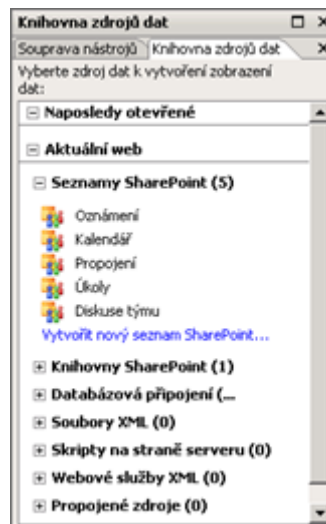 Knihovna zdrojů dat
Souprava nástrojů Knihovna zdrojů dat
Vyberte zdroj dat k vytvoření zobrazení
dat:
Naposledy otevřené
Aktuální web
Seznamy SharePoint (5)
Oznámení
Kalendář
Propojení
Úkoly
Diskuse týmu
Vytvořit nový seznam SharePoint...
Knihovny SharePoint (1)
Databázová připojení (...
Soubory XML (0)
Skripty na straně serveru (0)
Webové služby XML (0)
Propojené zdroje (0)